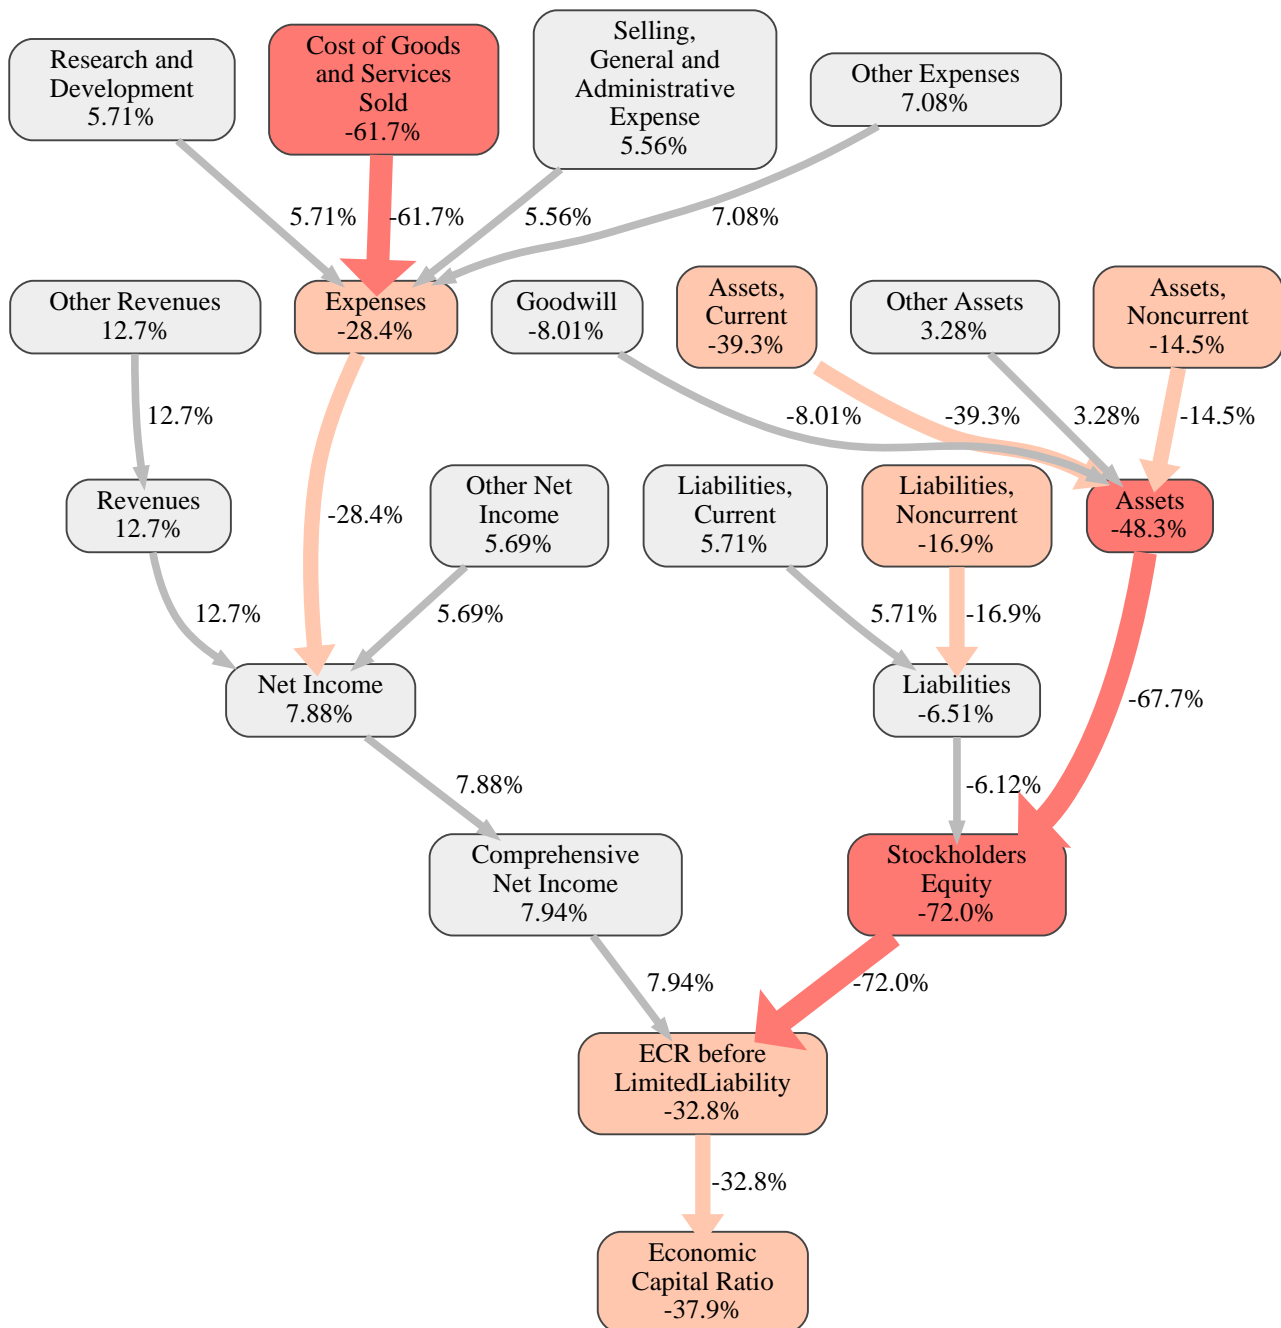 Research and
Development
5.71%
Cost of Goods
and Services
Sold
-61.7%
Selling,
General and
Administrative
Expense
5.56%
Other Expenses
7.08%
5.71%
-61.7%
5.56%
7.08%
Other Revenues
12.7%
Expenses
-28.4%
Goodwill
-8.01%
Assets,
Current
-39.3%
Other Assets
3.28%
Assets,
Noncurrent
-14.5%
12.7%
-8.01%
-39.3%
3.28%
-14.5%
Revenues
12.7%
-28.4%
Other Net
Income
5.69%
Liabilities,
Current
5.71%
Liabilities,
Noncurrent
-16.9%
Assets
-48.3%
12.7%
5.69%
5.71%
-16.9%
Net Income
7.88%
Liabilities
-6.51%
-67.7%
7.88%
-6.12%
Comprehensive
Net Income
7.94%
Stockholders
Equity
-72.0%
7.94%
-72.0%
ECR before
LimitedLiability
-32.8%
-32.8%
Economic
Capital Ratio
-37.9%